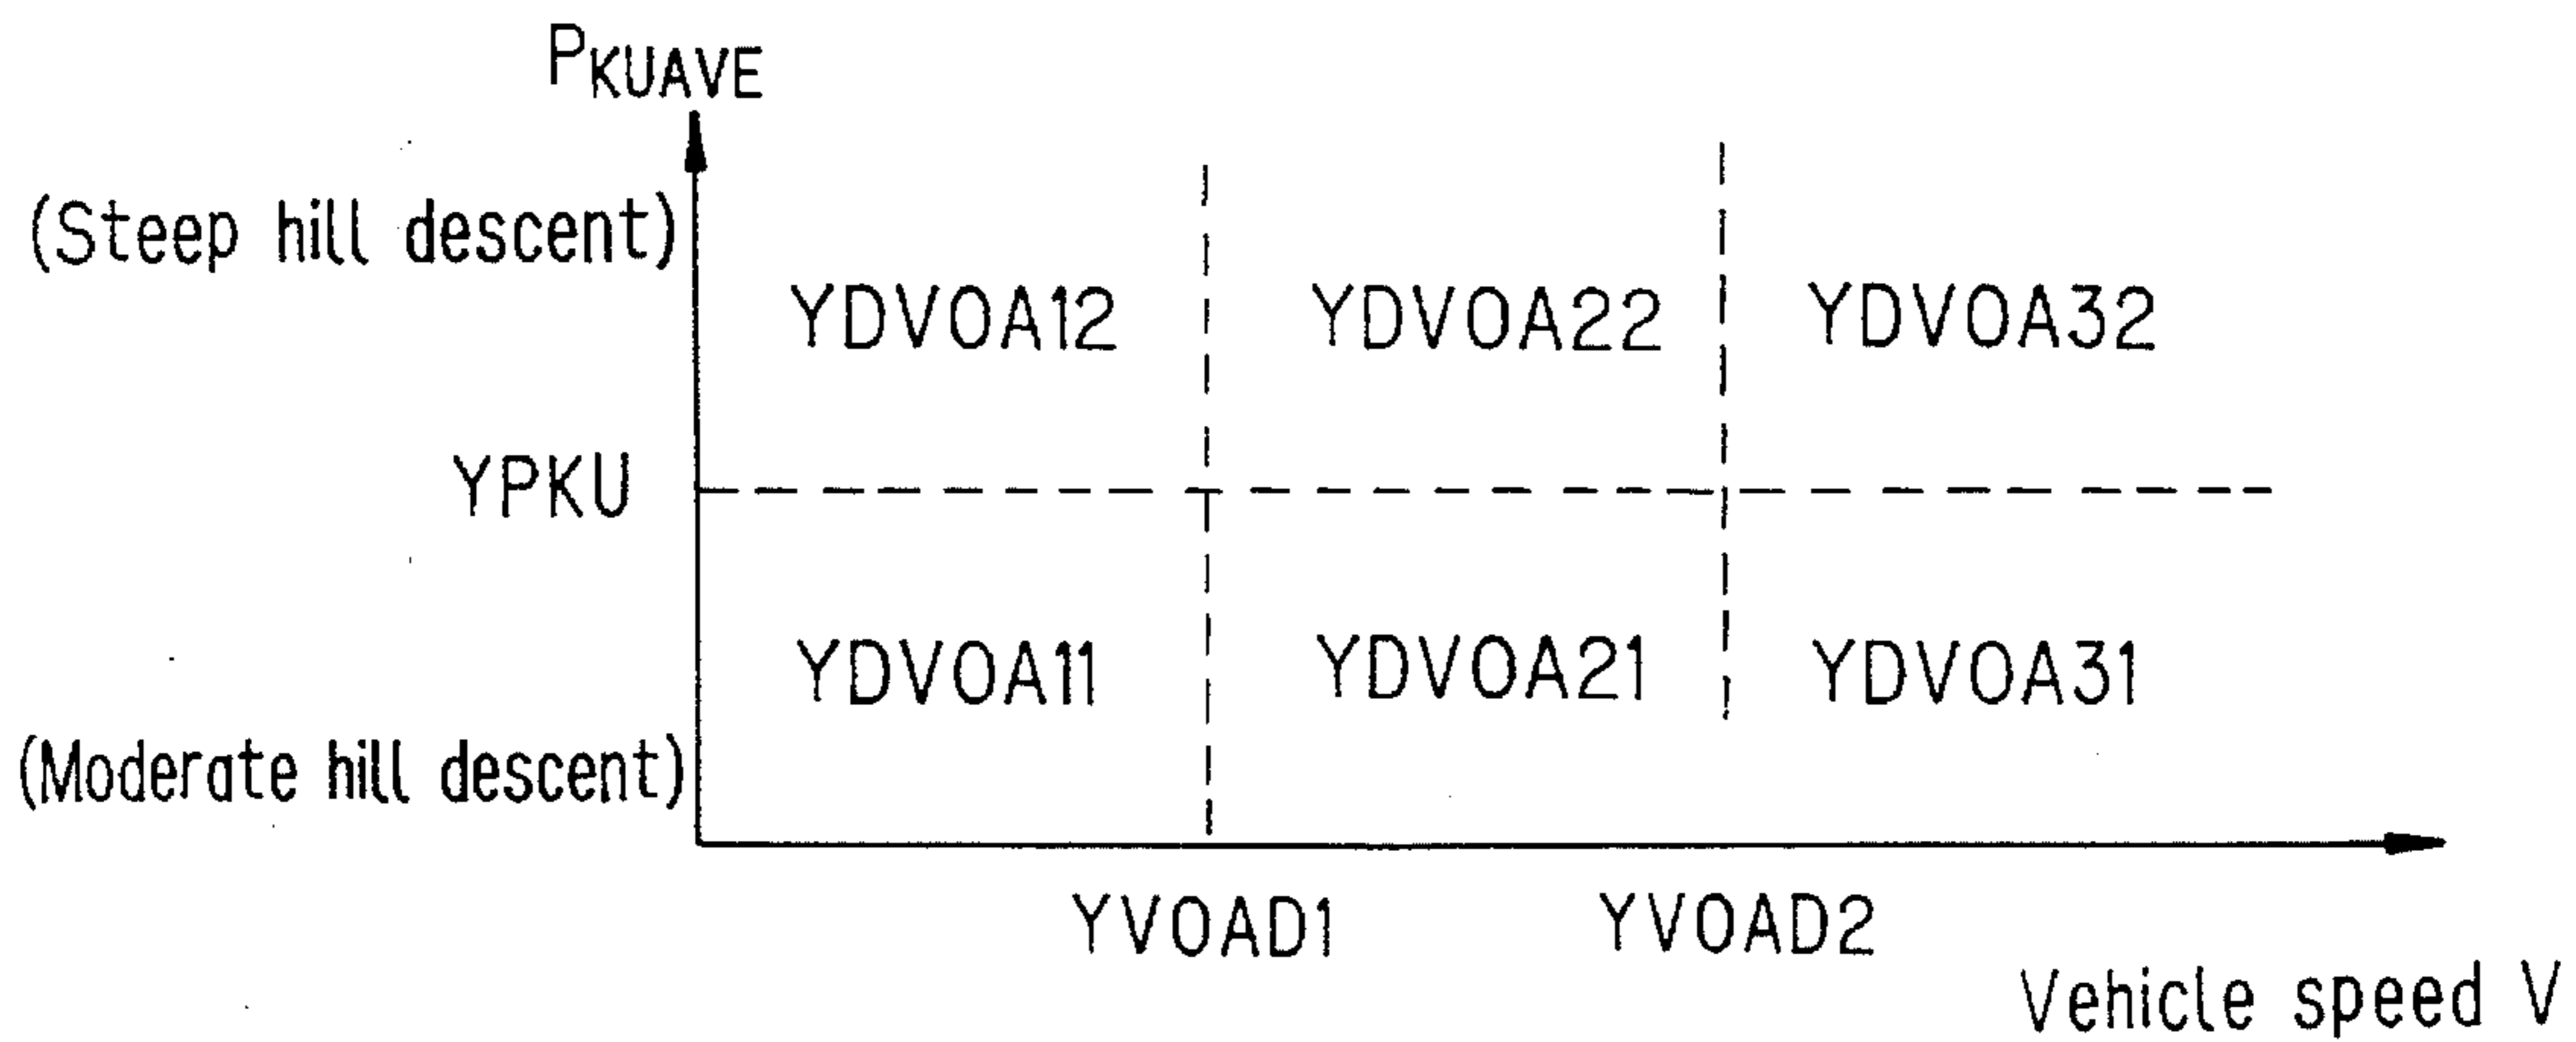 PKUAVE
(Steep hill descent)
YDVOA12 YDVOA22 YDVOA32
YPKU
YDVOA11 YDVOA21 YDVOA31
(Moderate hill descent)
YVOAD1 YVOAD2
Vehicle speed V